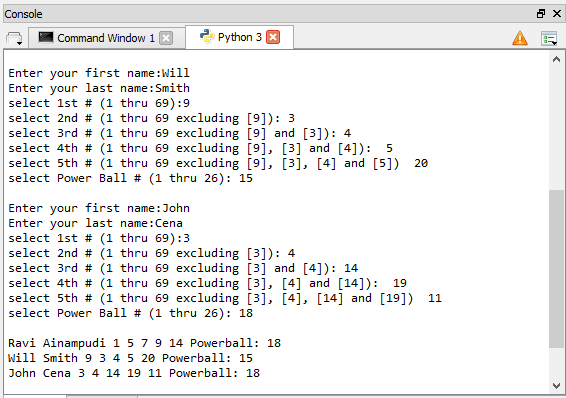 Console
Command Window 1
Python 3
Enter your first name:Will
Enter your last name:Smith
select 1st # (1 thru 69):9
select 2nd # (1 thru 69 excluding [9]): 3
select 3rd # (1 thru 69 excluding [9] and [3]): 4
select 4th # (1 thru 69 excluding [9], [3] and [4]):  5
select 5th # (1 thru 69 excluding [9], [3], [4] and [5])  20
select Power Ball # (1 thru 26): 15
Enter your first name:John
Enter your last name:Cena
select 1st # (1 thru 69):3
select 2nd # (1 thru 69 excluding [3]): 4
select 3rd # (1 thru 69 excluding [3] and [4]): 14
select 4th # (1 thru 69 excluding [3], [4] and [14]):  19
select 5th # (1 thru 69 excluding [3], [4], [14] and [19])  11
select Power Ball # (1 thru 26): 18
Ravi Ainampudi 1 5 7 9 14 Powerball: 18
Will Smith 9 3 4 5 20 Powerball: 15
John Cena 3 4 14 19 11 Powerball: 18